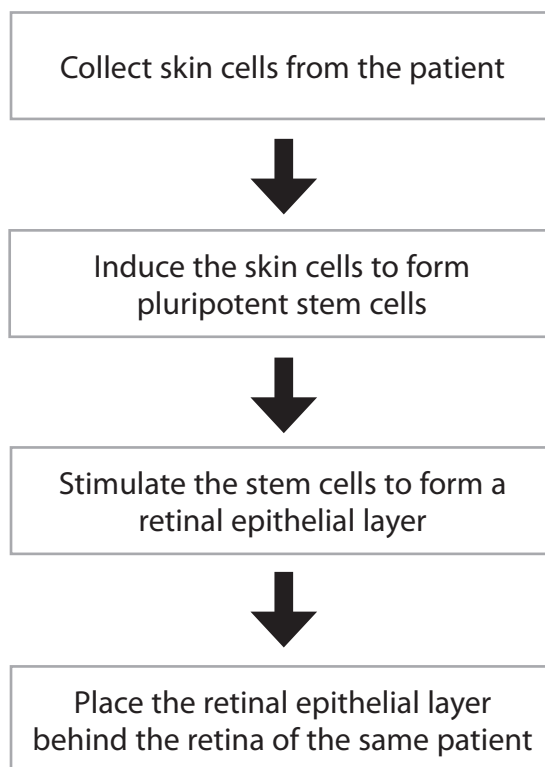 Collect skin cells from the patient
Induce the skin cells to form
pluripotent stem cells
Stimulate the stem cells to form a
retinal epithelial layer
Place the retinal epithelial layer
behind the retina of the same patient